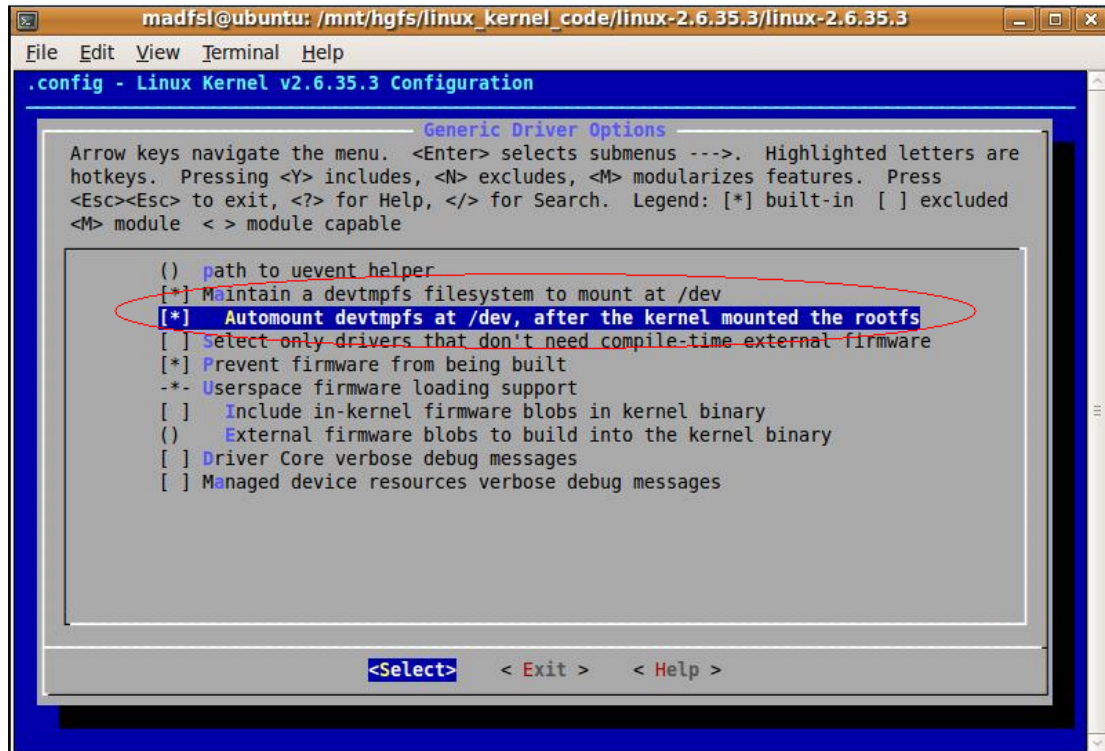 madfsl@ubuntu: /mnt/hgfs/linux_kernel_code/linux-2.6.35.3/linux-2.6.35.3
File Edit View Terminal Help
.config - Linux Kernel v2.6.35.3 Configuration
Generic Driver Options
Arrow keys navigate the menu. <Enter> selects submenus --->. Highlighted letters are
hotkeys. Pressing <Y> includes, <N> excludes, <M> modularizes features. Press
<Esc><Esc> to exit, <?> for Help, </> for Search. Legend: [*] built-in [ ] excluded
<M> module < > module capable
() path to uevent helper
[*] Maintain a devtmpfs filesystem to mount at /dev
[*] Automount devtmpfs at /dev, after the kernel mounted the rootfs
[ ] Select only drivers that don't need compile-time external firmware
[*] Prevent firmware from being built
-*- Userspace firmware loading support
[ ] Include in-kernel firmware blobs in kernel binary
() External firmware blobs to build into the kernel binary
[ ] Driver Core verbose debug messages
[ ] Managed device resources verbose debug messages
<Select> < Exit > < Help >